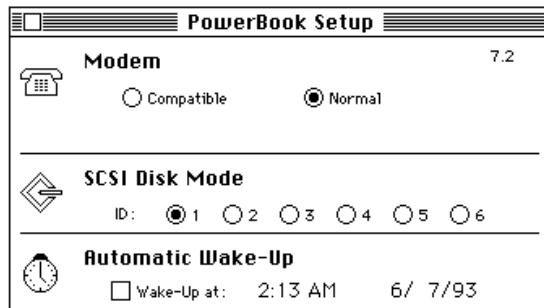 PowerBook Setup
Modem 7.2
Compatible Normal
SCSI Disk Mode
ID: 1 2 3 4 5 6
Automatic Wake-Up
Wake-Up at: 2:13 AM 6/ 7/93